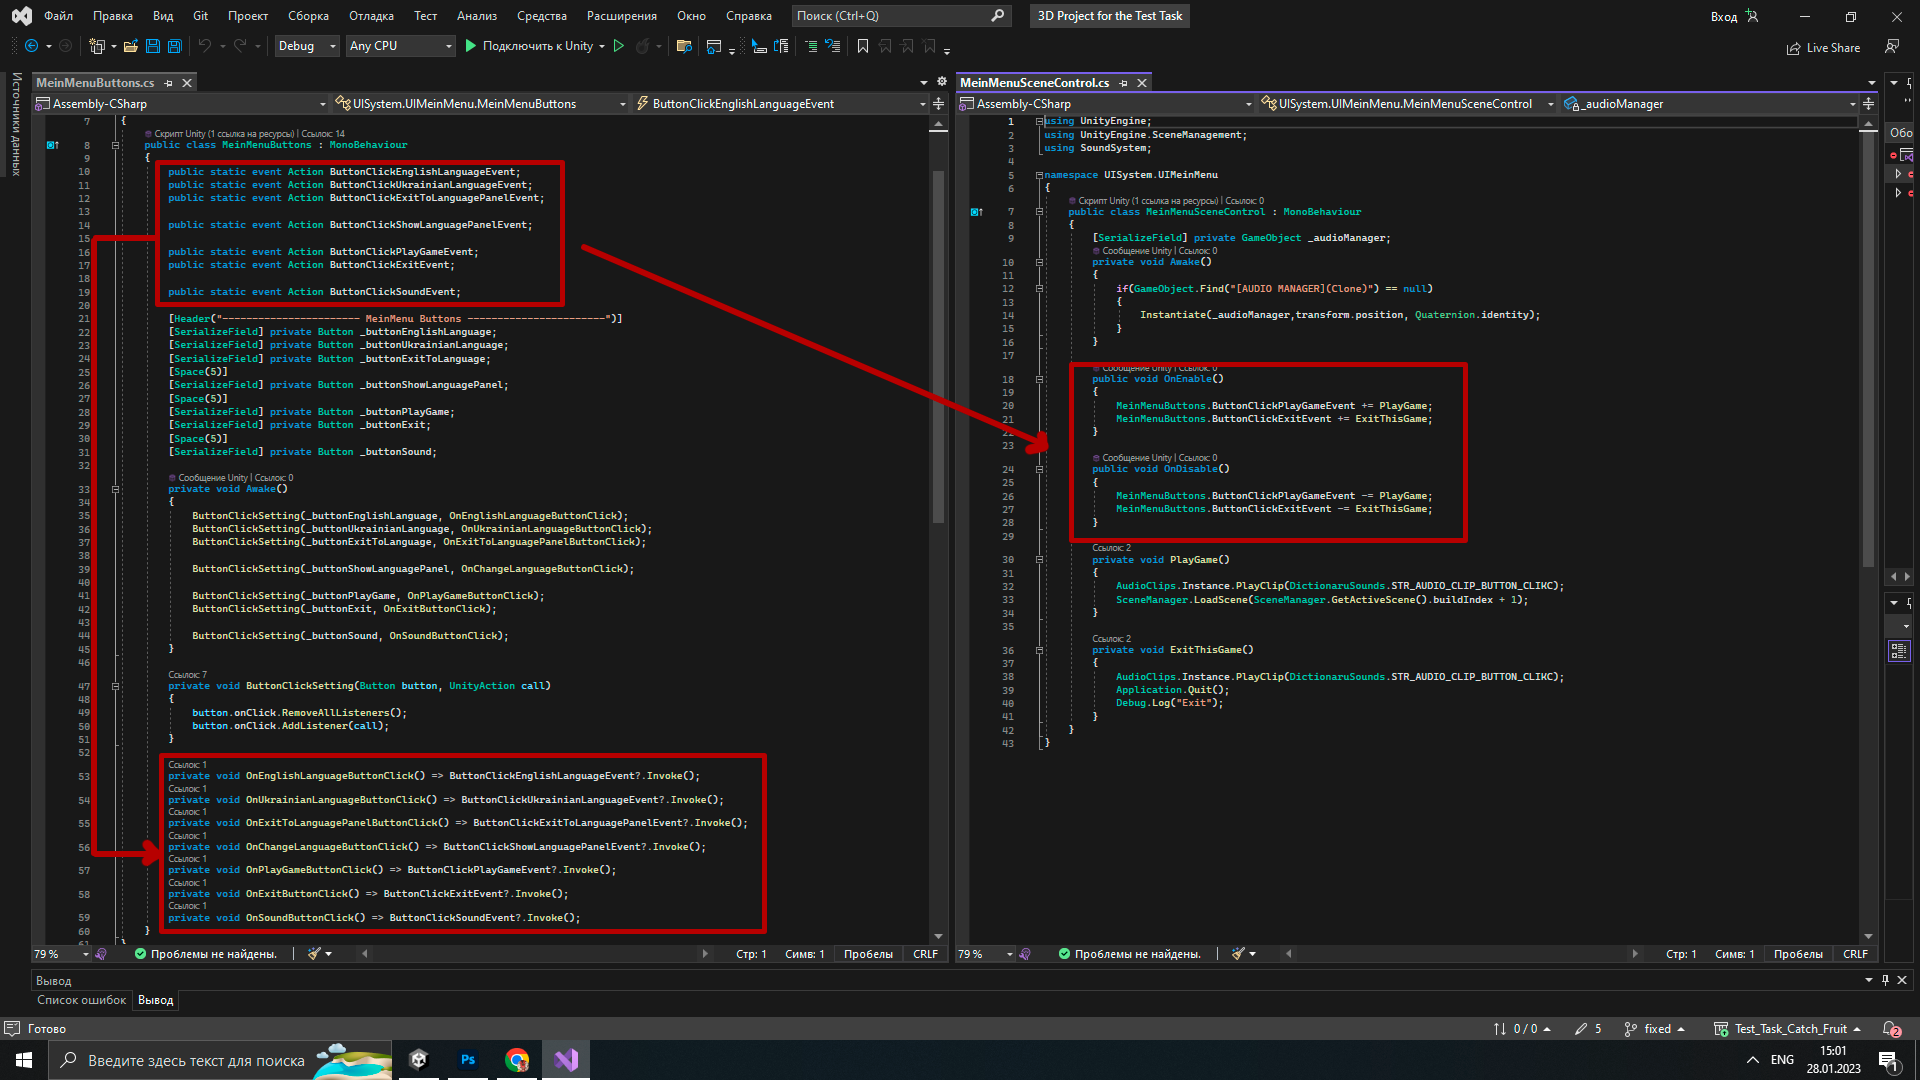 Файл Правка Вид Git Проект Сборка Отладка Тест Анализ Средства Расширения Окно Справка Поиск (Ctrl+Q) 3D Project for the Test Task Вход
Debug Any CPU Подключить к Unity Live Share
Источники данных
MeinMenuButtons.cs
Assembly-CSharp UISystem.UIMeinMenu.MeinMenuButtons ButtonClickEnglishLanguageEvent
7 {
Скрипт Unity (1 ссылка на ресурсы) | Ссылок: 14
8 public class MeinMenuButtons : MonoBehaviour
9 {
10 public static event Action ButtonClickEnglishLanguageEvent;
11 public static event Action ButtonClickUkrainianLanguageEvent;
12 public static event Action ButtonClickExitToLanguagePanelEvent;
13
14 public static event Action ButtonClickShowLanguagePanelEvent;
15
16 public static event Action ButtonClickPlayGameEvent;
17 public static event Action ButtonClickExitEvent;
18
19 public static event Action ButtonClickSoundEvent;
20
21 [Header("----------------------- MeinMenu Buttons -----------------------")]
22 [SerializeField] private Button _buttonEnglishLanguage;
23 [SerializeField] private Button _buttonUkrainianLanguage;
24 [SerializeField] private Button _buttonExitToLanguage;
25 [Space(5)]
26 [SerializeField] private Button _buttonShowLanguagePanel;
27 [Space(5)]
28 [SerializeField] private Button _buttonPlayGame;
29 [SerializeField] private Button _buttonExit;
30 [Space(5)]
31 [SerializeField] private Button _buttonSound;
32
Сообщение Unity | Ссылок: 0
33 private void Awake()
34 {
35 ButtonClickSetting(_buttonEnglishLanguage, OnEnglishLanguageButtonClick);
36 ButtonClickSetting(_buttonUkrainianLanguage, OnUkrainianLanguageButtonClick);
37 ButtonClickSetting(_buttonExitToLanguage, OnExitToLanguagePanelButtonClick);
38
39 ButtonClickSetting(_buttonShowLanguagePanel, OnChangeLanguageButtonClick);
40
41 ButtonClickSetting(_buttonPlayGame, OnPlayGameButtonClick);
42 ButtonClickSetting(_buttonExit, OnExitButtonClick);
43
44 ButtonClickSetting(_buttonSound, OnSoundButtonClick);
45 }
46
Ссылок: 7
47 private void ButtonClickSetting(Button button, UnityAction call)
48 {
49 button.onClick.RemoveAllListeners();
50 button.onClick.AddListener(call);
51 }
52
Ссылок: 1
53 private void OnEnglishLanguageButtonClick() => ButtonClickEnglishLanguageEvent?.Invoke();
Ссылок: 1
54 private void OnUkrainianLanguageButtonClick() => ButtonClickUkrainianLanguageEvent?.Invoke();
Ссылок: 1
55 private void OnExitToLanguagePanelButtonClick() => ButtonClickExitToLanguagePanelEvent?.Invoke();
Ссылок: 1
56 private void OnChangeLanguageButtonClick() => ButtonClickShowLanguagePanelEvent?.Invoke();
Ссылок: 1
57 private void OnPlayGameButtonClick() => ButtonClickPlayGameEvent?.Invoke();
Ссылок: 1
58 private void OnExitButtonClick() => ButtonClickExitEvent?.Invoke();
Ссылок: 1
59 private void OnSoundButtonClick() => ButtonClickSoundEvent?.Invoke();
60 }
61 }
79 % Проблемы не найдены. Стр: 1 Симв: 1 Пробелы CRLF
MeinMenuSceneControl.cs
Assembly-CSharp UISystem.UIMeinMenu.MeinMenuSceneControl _audioManager
1 using UnityEngine;
2 using UnityEngine.SceneManagement;
3 using SoundSystem;
4
5 namespace UISystem.UIMeinMenu
6 {
Скрипт Unity (1 ссылка на ресурсы) | Ссылок: 0
7 public class MeinMenuSceneControl : MonoBehaviour
8 {
9 [SerializeField] private GameObject _audioManager;
Сообщение Unity | Ссылок: 0
10 private void Awake()
11 {
12 if(GameObject.Find("[AUDIO MANAGER](Clone)") == null)
13 {
14 Instantiate(_audioManager,transform.position, Quaternion.identity);
15 }
16 }
17
Сообщение Unity | Ссылок: 0
18 public void OnEnable()
19 {
20 MeinMenuButtons.ButtonClickPlayGameEvent += PlayGame;
21 MeinMenuButtons.ButtonClickExitEvent += ExitThisGame;
22 }
23
Сообщение Unity | Ссылок: 0
24 public void OnDisable()
25 {
26 MeinMenuButtons.ButtonClickPlayGameEvent -= PlayGame;
27 MeinMenuButtons.ButtonClickExitEvent -= ExitThisGame;
28 }
29
Ссылок: 2
30 private void PlayGame()
31 {
32 AudioClips.Instance.PlayClip(DictionaruSounds.STR_AUDIO_CLIP_BUTTON_CLIKC);
33 SceneManager.LoadScene(SceneManager.GetActiveScene().buildIndex + 1);
34 }
35
Ссылок: 2
36 private void ExitThisGame()
37 {
38 AudioClips.Instance.PlayClip(DictionaruSounds.STR_AUDIO_CLIP_BUTTON_CLIKC);
39 Application.Quit();
40 Debug.Log("Exit");
41 }
42 }
43 }
79 % Проблемы не найдены. Стр: 1 Симв: 1 Пробелы CRLF
Обо
Вывод
Список ошибок Вывод
Готово 0 / 0 5 fixed Test_Task_Catch_Fruit 2
Введите здесь текст для поиска Ps ENG 15:01
28.01.2023 1